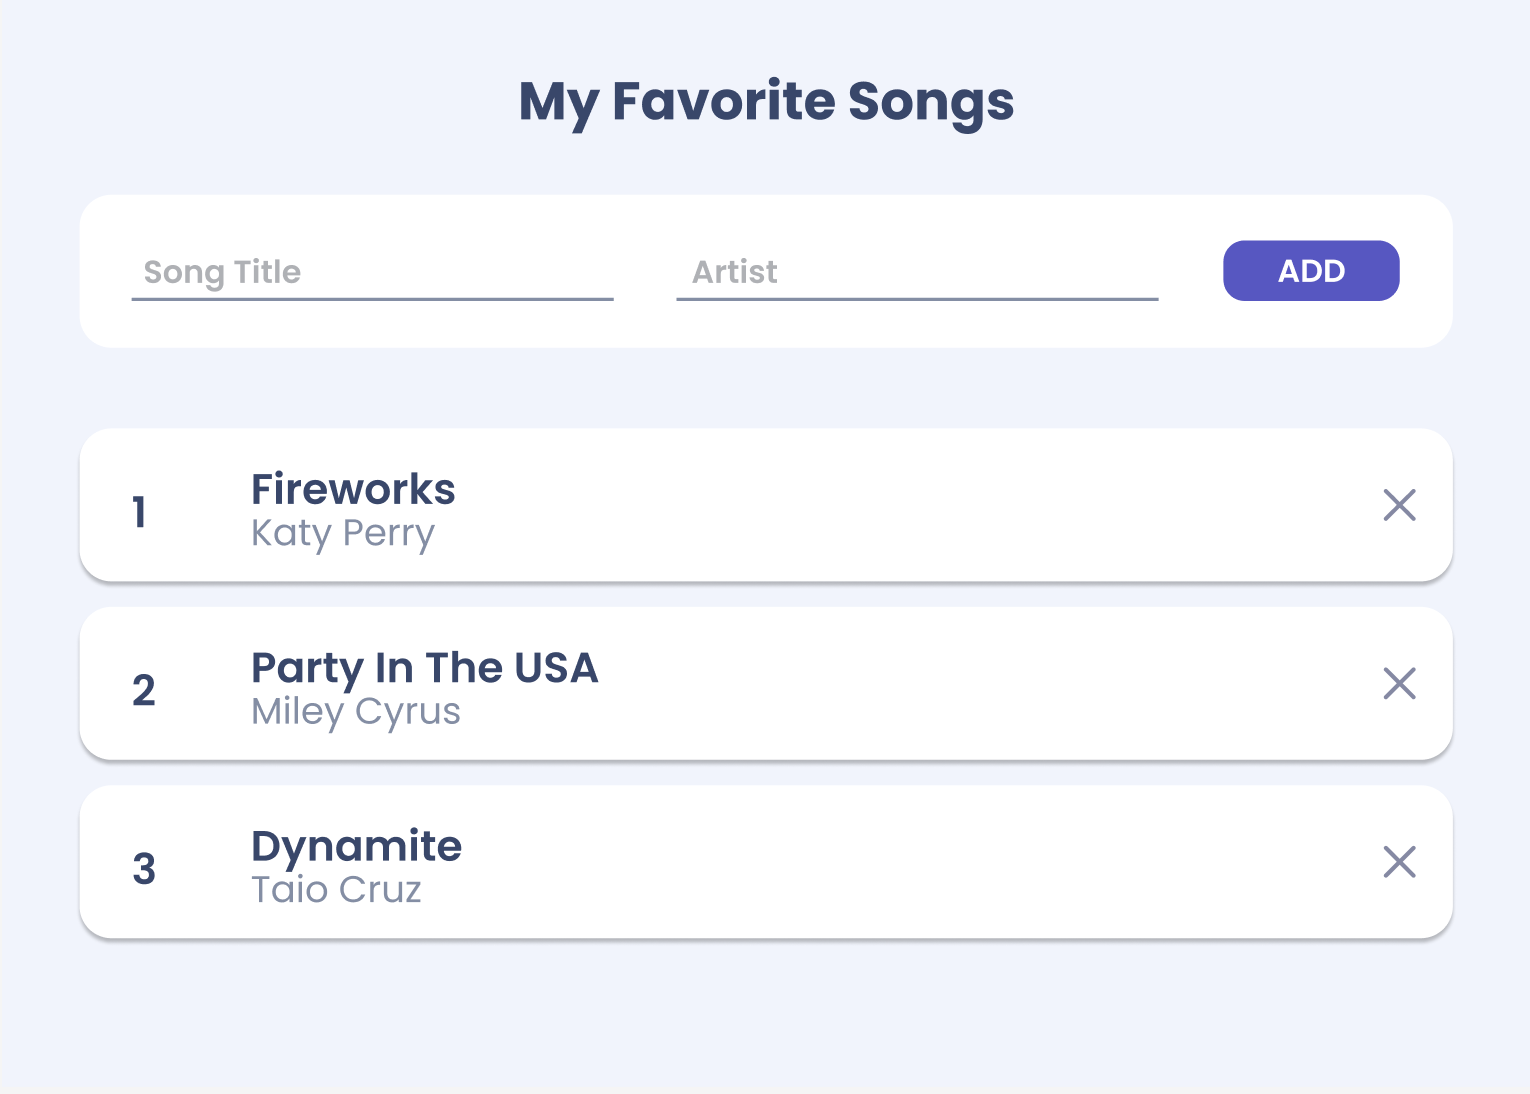 My Favorite Songs
Song Title
Artist
ADD
1
Fireworks
Katy Perry
2
Party In The USA
Miley Cyrus
3
Dynamite
Taio Cruz